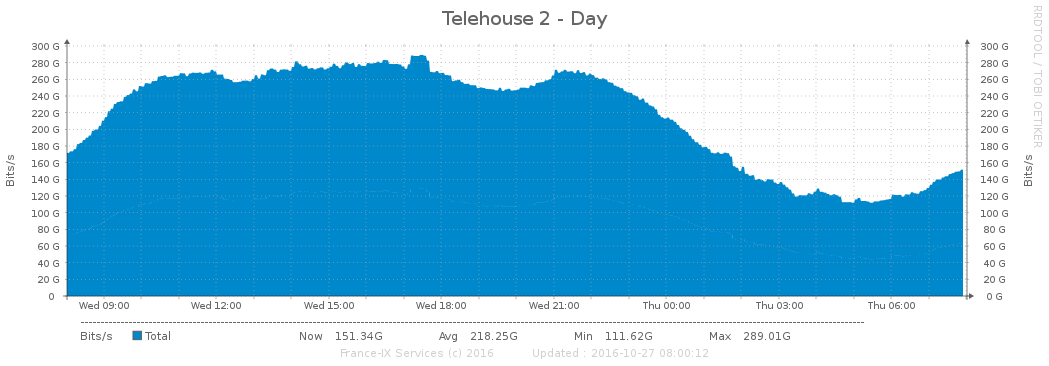 Telehouse 2 - Day
RRDTOOL / TOBI OETIKER
Bits/s
300 G 300 G
280 G 280 G
260 G 260 G
240 G 240 G
220 G 220 G
200 G 200 G
180 G 180 G
160 G 160 G
140 G 140 G
120 G 120 G
100 G 100 G
80 G 80 G
60 G 60 G
40 G 40 G
20 G 20 G
0 0 G
Bits/s
Wed 09:00 Wed 12:00 Wed 15:00 Wed 18:00 Wed 21:00 Thu 00:00 Thu 03:00 Thu 06:00
Bits/s Total Now 151.34G Avg 218.25G Min 111.62G Max 289.01G
France-IX Services (c) 2016 Updated : 2016-10-27 08:00:12